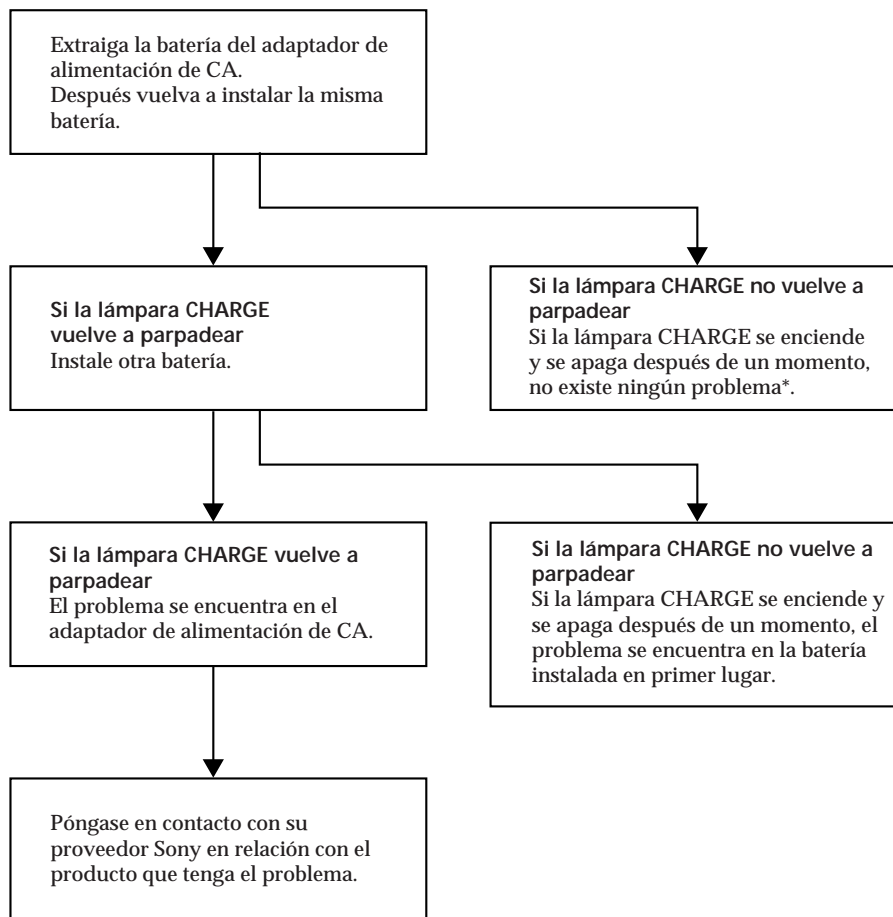 Extraiga la batería del adaptador de
alimentación de CA.
Después vuelva a instalar la misma
batería.
Si la lámpara CHARGE
vuelve a parpadear
Instale otra batería.
Si la lámpara CHARGE no vuelve a
parpadear
Si la lámpara CHARGE se enciende
y se apaga después de un momento,
no existe ningún problema*.
Si la lámpara CHARGE vuelve a
parpadear
El problema se encuentra en el
adaptador de alimentación de CA.
Si la lámpara CHARGE no vuelve a
parpadear
Si la lámpara CHARGE se enciende y
se apaga después de un momento, el
problema se encuentra en la batería
instalada en primer lugar.
Póngase en contacto con su
proveedor Sony en relación con el
producto que tenga el problema.